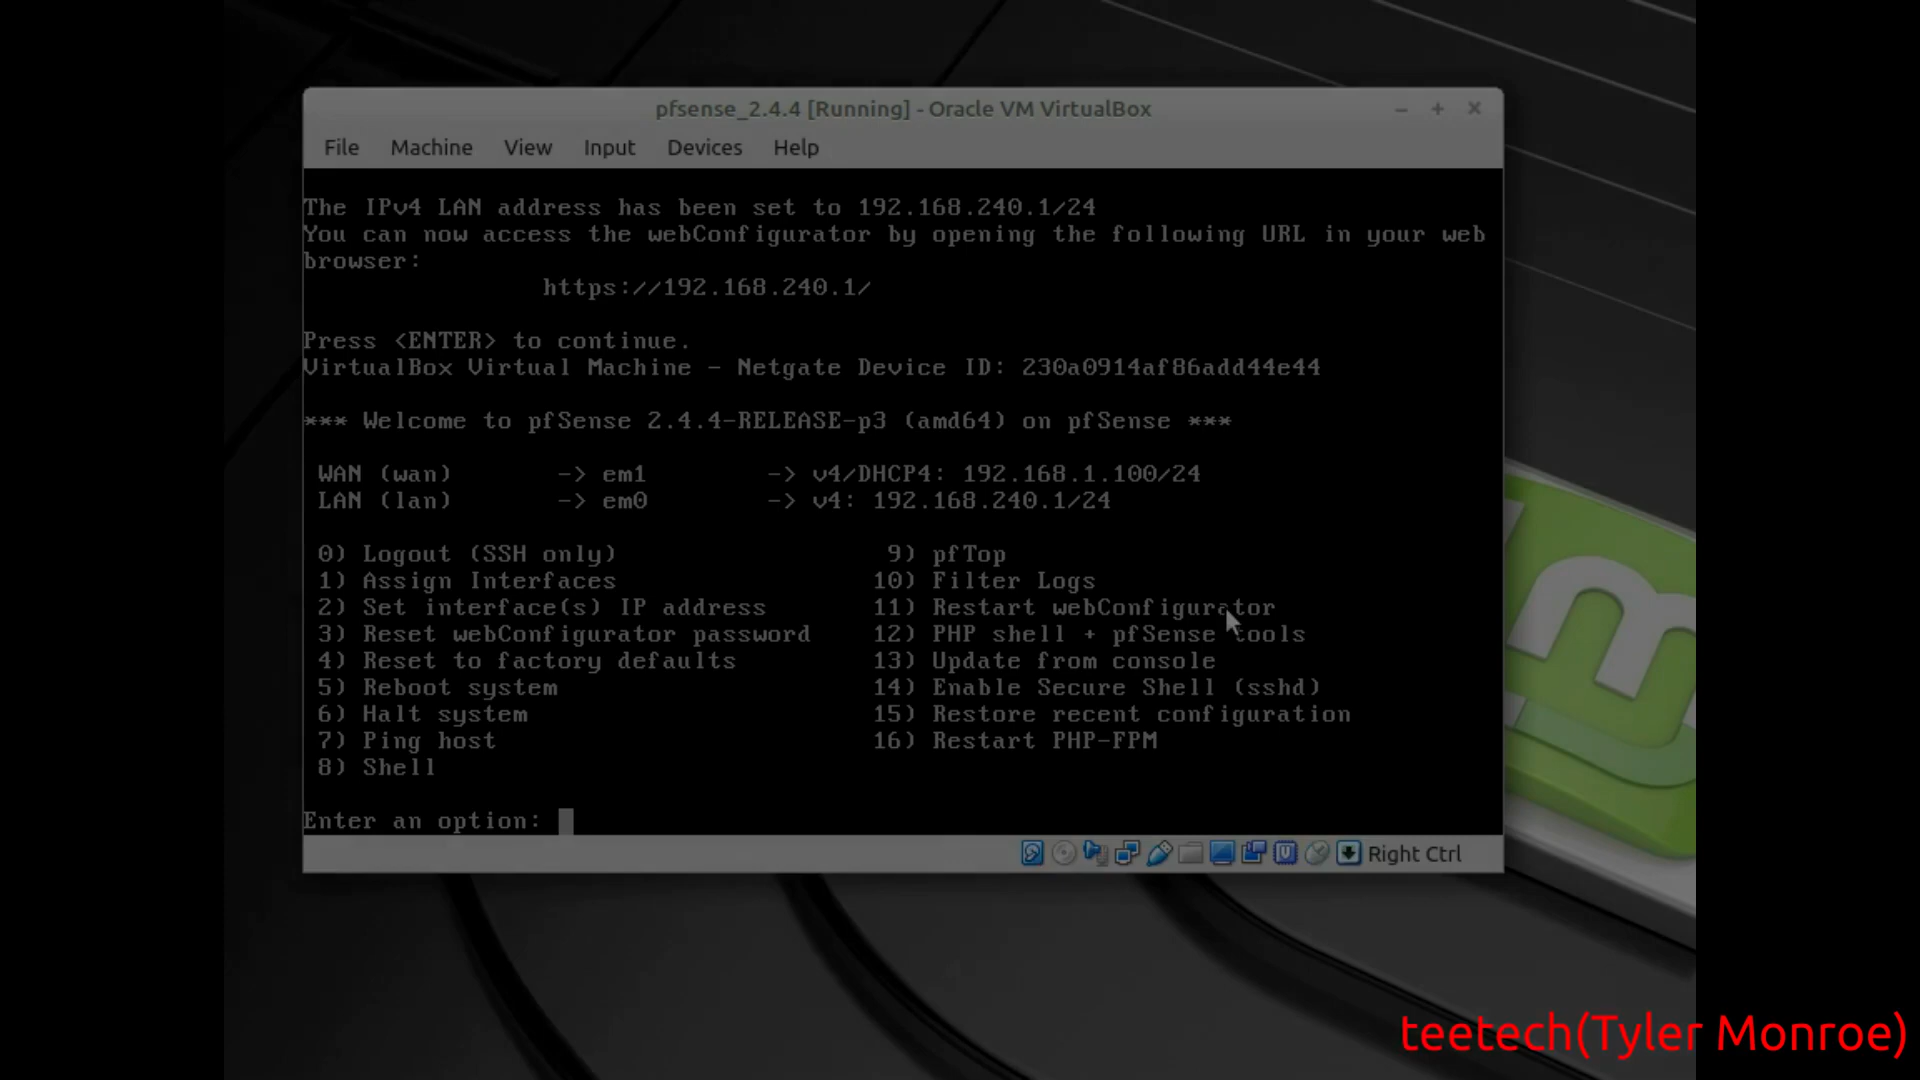 pfsense_2.4.4 [Running] - Oracle VM VirtualBox
File Machine View Input Devices Help
The IPv4 LAN address has been set to 192.168.240.1/24
You can now access the webConfigurator by opening the following URL in your web
browser:
https://192.168.240.1/
Press <ENTER> to continue.
VirtualBox Virtual Machine - Netgate Device ID: 230a0914af86add44e44
*** Welcome to pfSense 2.4.4-RELEASE-p3 (amd64) on pfSense ***
WAN (wan) -> em1 -> v4/DHCP4: 192.168.1.100/24
LAN (lan) -> em0 -> v4: 192.168.240.1/24
0) Logout (SSH only) 9) pfTop
1) Assign Interfaces 10) Filter Logs
2) Set interface(s) IP address 11) Restart webConfigurator
3) Reset webConfigurator password 12) PHP shell + pfSense tools
4) Reset to factory defaults 13) Update from console
5) Reboot system 14) Enable Secure Shell (sshd)
6) Halt system 15) Restore recent configuration
7) Ping host 16) Restart PHP-FPM
8) Shell
Enter an option:
Right Ctrl
teetech(Tyler Monroe)